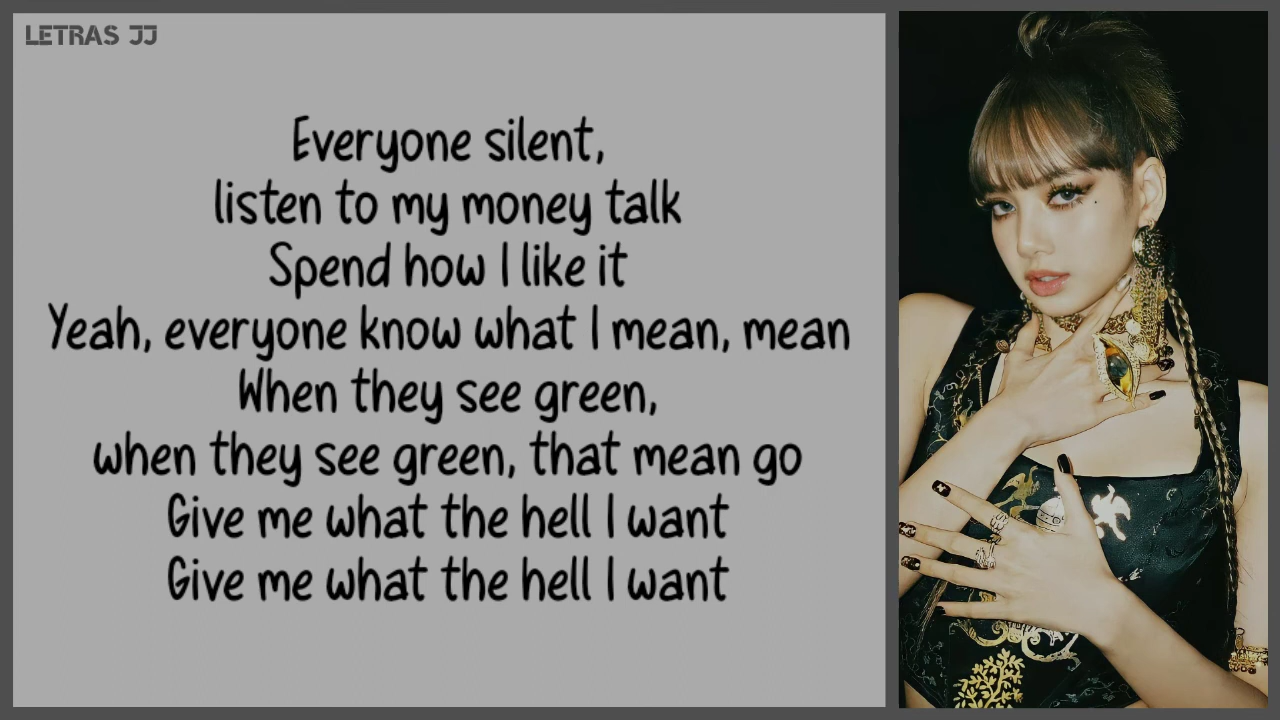 LETRAS JJ
Everyone silent,
listen to my money talk
Spend how I like it
Yeah, everyone know what I mean, mean
When they see green,
when they see green, that mean go
Give me what the hell I want
Give me what the hell I want